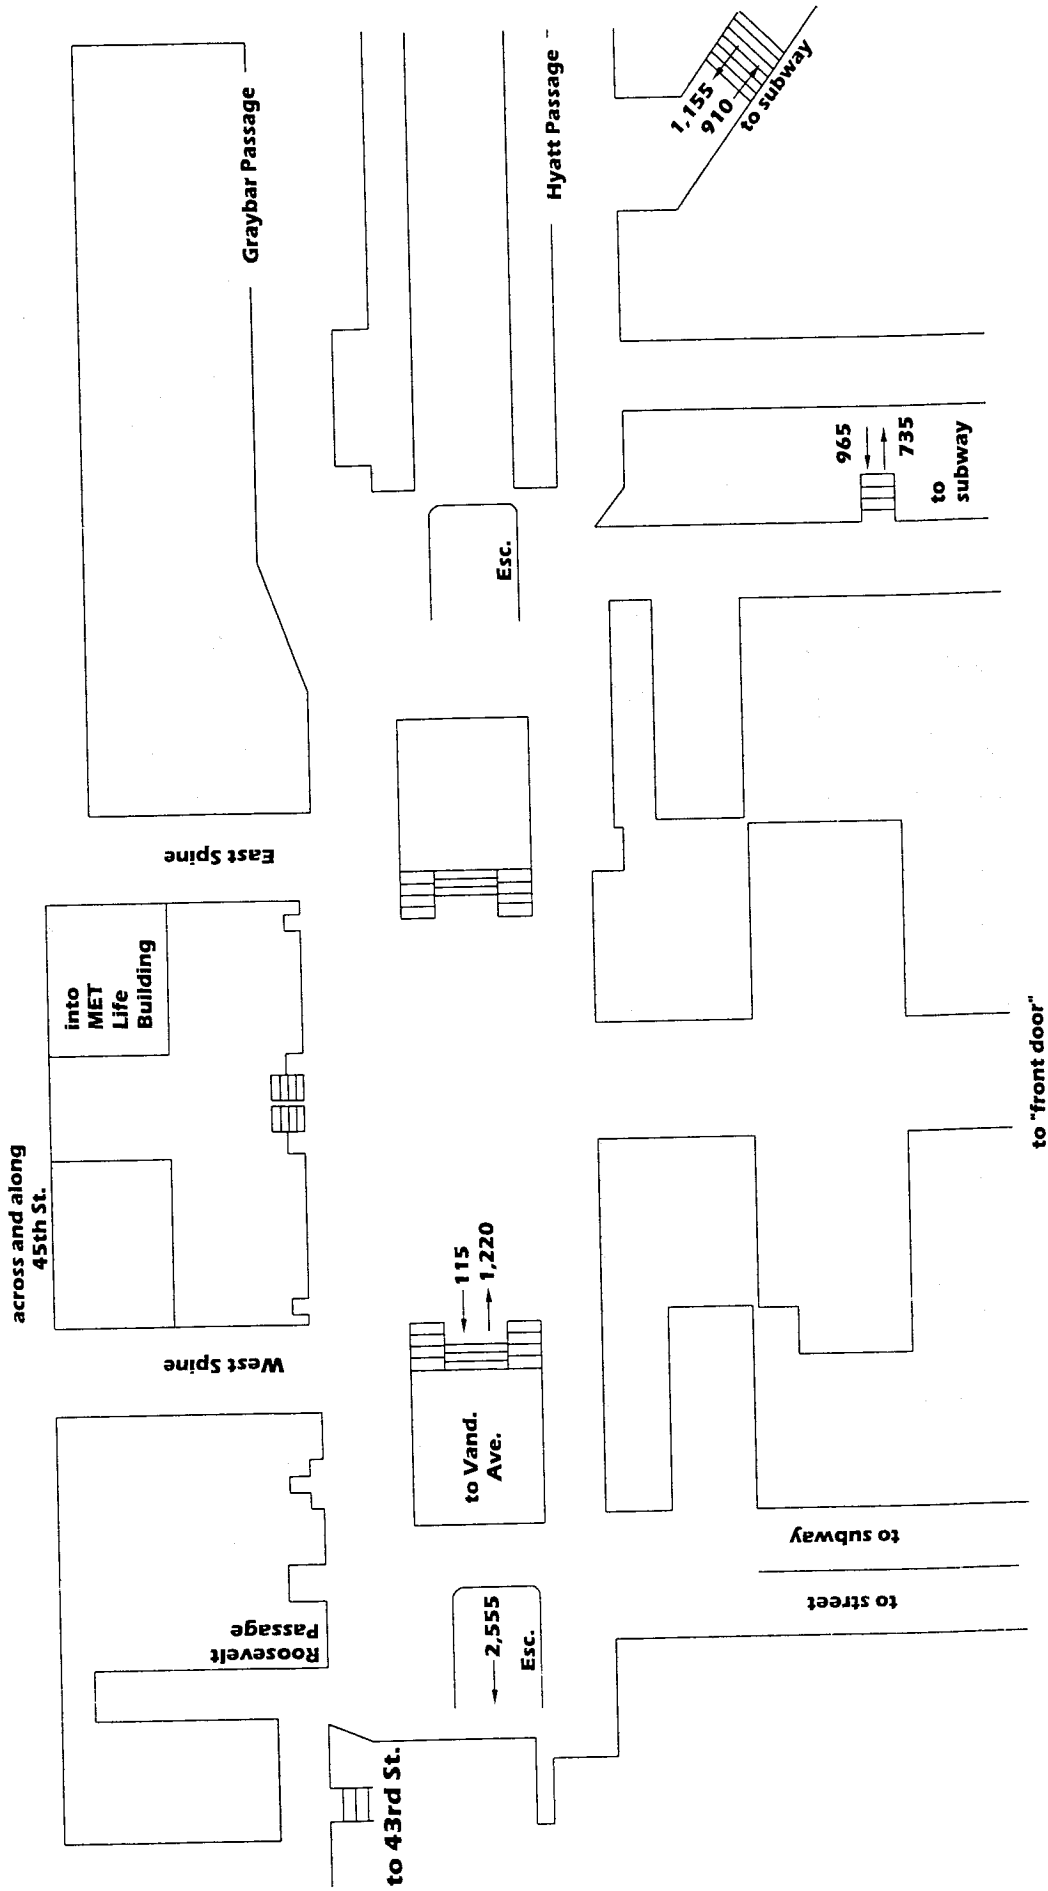 Graybar Passage
Hyatt Passage
1,155
910
to subway
965
735
to
subway
Esc.
East Spine
into
MET
Life
Building
across and along
45th St.
West Spine
115
1,220
to Vand.
Ave.
to "front door"
to subway
to street
Roosevelt
Passage
2,555
Esc.
to 43rd St.